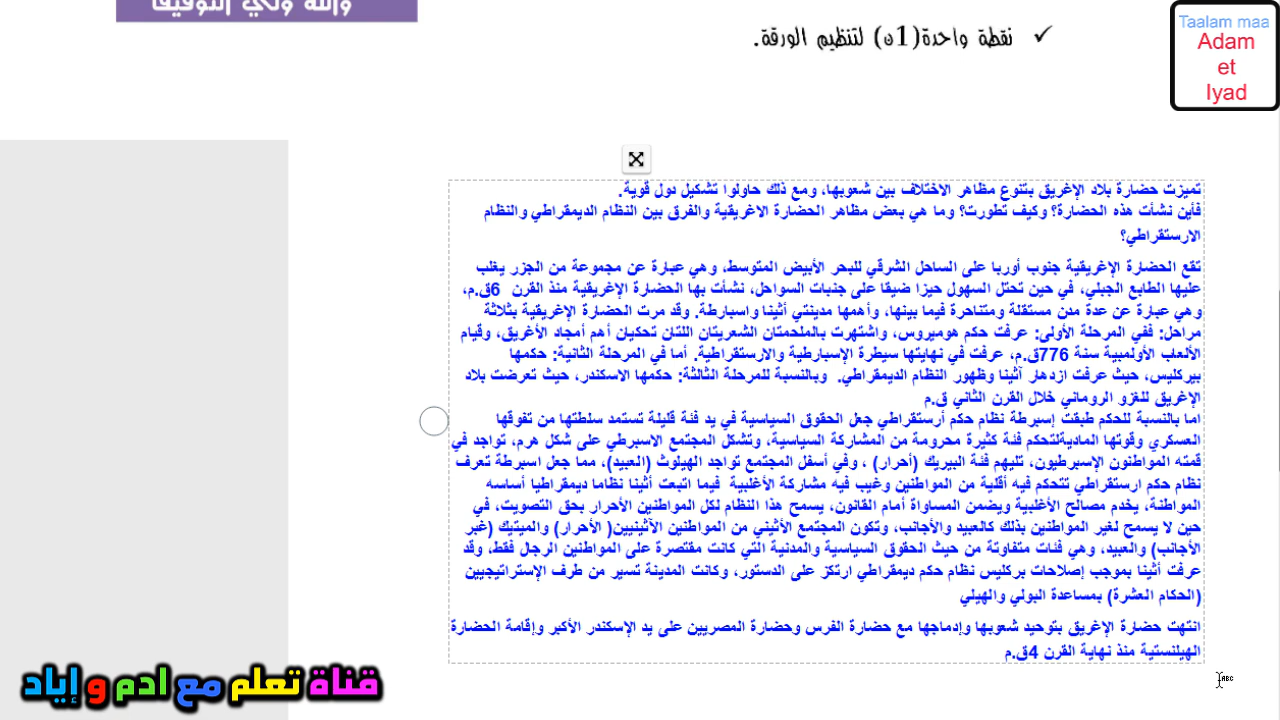 والله ولي التوفيق
✓ نقطة واحدة(1ن) لتنظيم الورقة.
Taalam maa
Adam
et
Iyad
تميزت حضارة بلاد الإغريق بتنوع مظاهر الاختلاف بين شعوبها، ومع ذلك حاولوا تشكيل دول قوية.
فأين نشأت هذه الحضارة؟ وكيف تطورت؟ وما هي بعض مظاهر الحضارة الاغريقية والفرق بين النظام الديمقراطي والنظام
الارستقراطي؟
تقع الحضارة الإغريقية جنوب أوربا على الساحل الشرقي للبحر الأبيض المتوسط، وهي عبارة عن مجموعة من الجزر يغلب
عليها الطابع الجبلي، في حين تحتل السهول حيزا ضيقا على جنبات السواحل، نشأت بها الحضارة الإغريقية منذ القرن 6ق.م،
وهي عبارة عن عدة مدن مستقلة ومتناحرة فيما بينها، وأهمها مدينتي أثينا واسبارطة. وقد مرت الحضارة الإغريقية بثلاثة
مراحل: ففي المرحلة الأولى: عرفت حكم هوميروس، واشتهرت بالملحمتان الشعريتان اللتان تحكيان أهم أمجاد الأغريق، وقيام
الألعاب الأولمبية سنة 776ق.م، عرفت في نهايتها سيطرة الإسبارطية والارستقراطية. أما في المرحلة الثانية: حكمها
بيركليس، حيث عرفت ازدهار آثينا وظهور النظام الديمقراطي. وبالنسبة للمرحلة الثالثة: حكمها الاسكندر، حيث تعرضت بلاد
الإغريق للغزو الروماني خلال القرن الثاني ق.م
اما بالنسبة للحكم طبقت إسبرطة نظام حكم أرستقراطي جعل الحقوق السياسية في يد فئة قليلة تستمد سلطتها من تفوقها
العسكري وقوتها الماديةلتحكم فئة كثيرة محرومة من المشاركة السياسية، وتشكل المجتمع الاسبرطي على شكل هرم، تواجد في
قمته المواطنون الإسبرطيون، تليهم فئة البيريك (أحرار) ، وفي أسفل المجتمع تواجد الهيلوث (العبيد)، مما جعل اسبرطة تعرف
نظام حكم ارستقراطي تتحكم فيه أقلية من المواطنين وغيب فيه مشاركة الأغلبية فيما اتبعت أثينا نظاما ديمقراطيا أساسه
المواطنة، يخدم مصالح الأغلبية ويضمن المساواة أمام القانون، يسمح هذا النظام لكل المواطنين الأحرار بحق التصويت، في
حين لا يسمح لغير المواطنين بذلك كالعبيد والأجانب، وتكون المجتمع الأثيني من المواطنين الآثينيين( الأحرار) والميتيك (غير
الأجانب) والعبيد، وهي فئات متفاوتة من حيث الحقوق السياسية والمدنية التي كانت مقتصرة على المواطنين الرجال فقط، وقد
عرفت أثينا بموجب إصلاحات بركليس نظام حكم ديمقراطي ارتكز على الدستور، وكانت المدينة تسير من طرف الإستراتيجيين
(الحكام العشرة) بمساعدة البولي والهيلي
انتهت حضارة الإغريق بتوحيد شعوبها وإدماجها مع حضارة الفرس وحضارة المصريين على يد الإسكندر الأكبر وإقامة الحضارة
الهيلنستية منذ نهاية القرن 4ق.م
قناة تعلم مع ادم و إياد